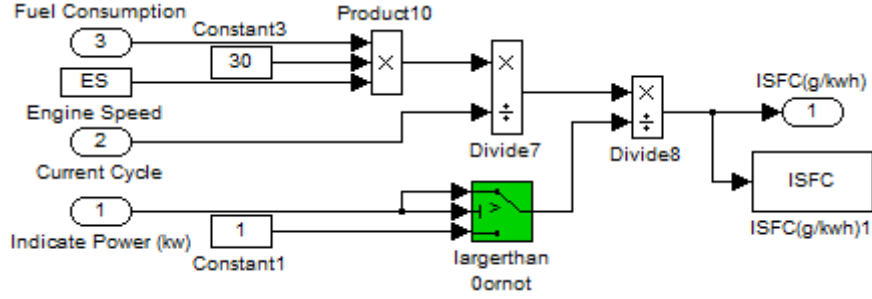 Fuel Consumption
3
Constant3
30
Product10
×
ES
Engine Speed
2
Current Cycle
×
÷
Divide7
×
÷
Divide8
ISFC(g/kwh)
1
ISFC
ISFC(g/kwh)1
1
Indicate Power (kw)
1
Constant1
>
largerthan
0ornot